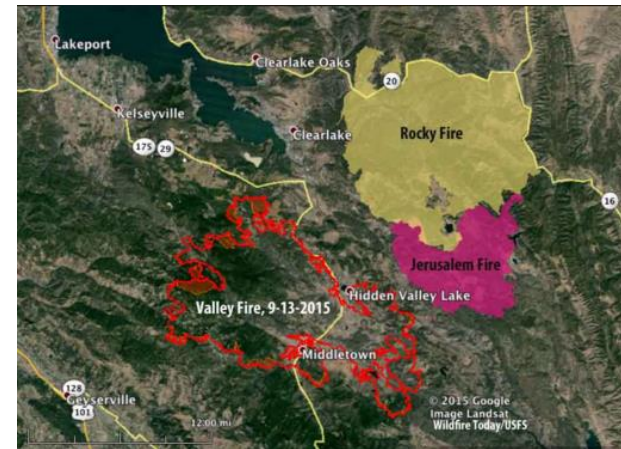 Lakeport
Clearlake Oaks
20
Kelseyville
Clearlake
Rocky Fire
175 29
16
Jerusalem Fire
Hidden Valley Lake
Valley Fire, 9-13-2015
Middletown
128
Geyserville
101
12.00 mi
© 2015 Google
Image Landsat
Wildfire Today/USFS